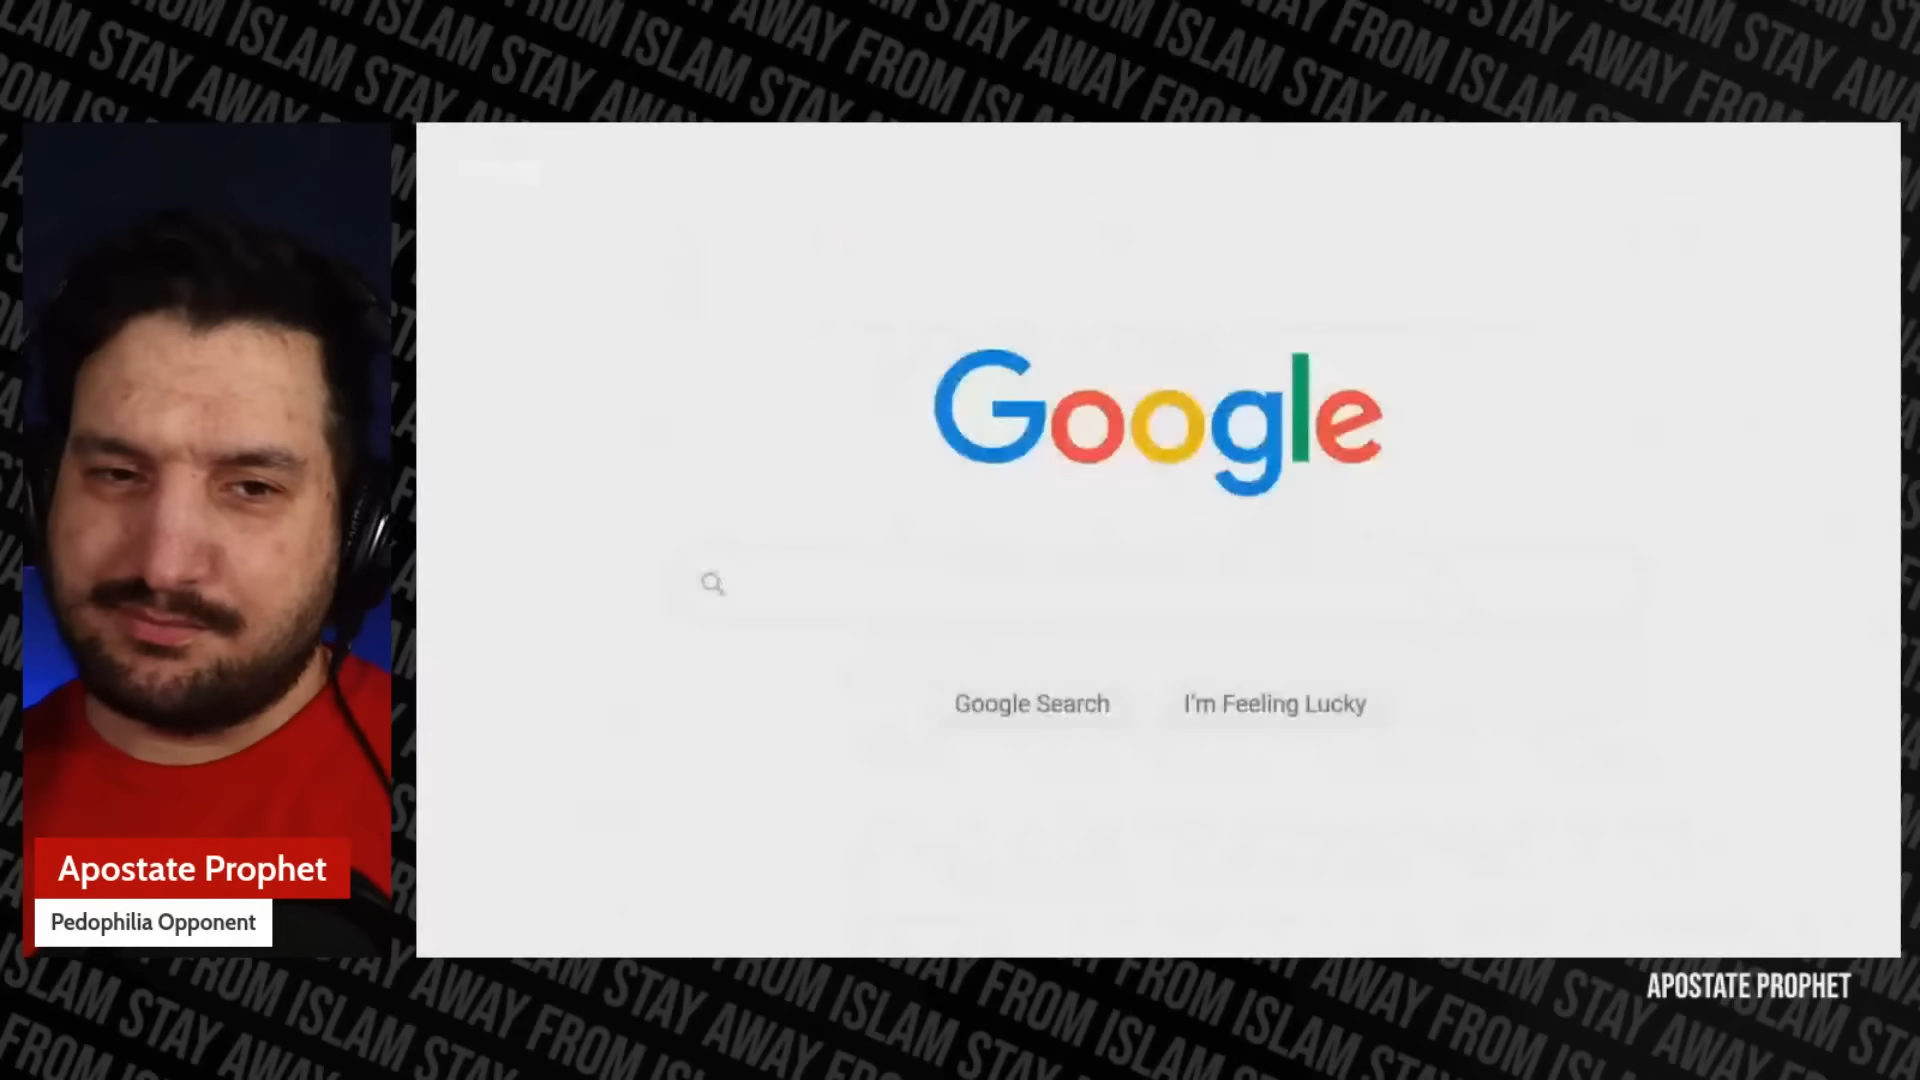 STAY AWAY FROM ISLAM
Google
Google Search
I'm Feeling Lucky
Apostate Prophet
Pedophilia Opponent
APOSTATE PROPHET